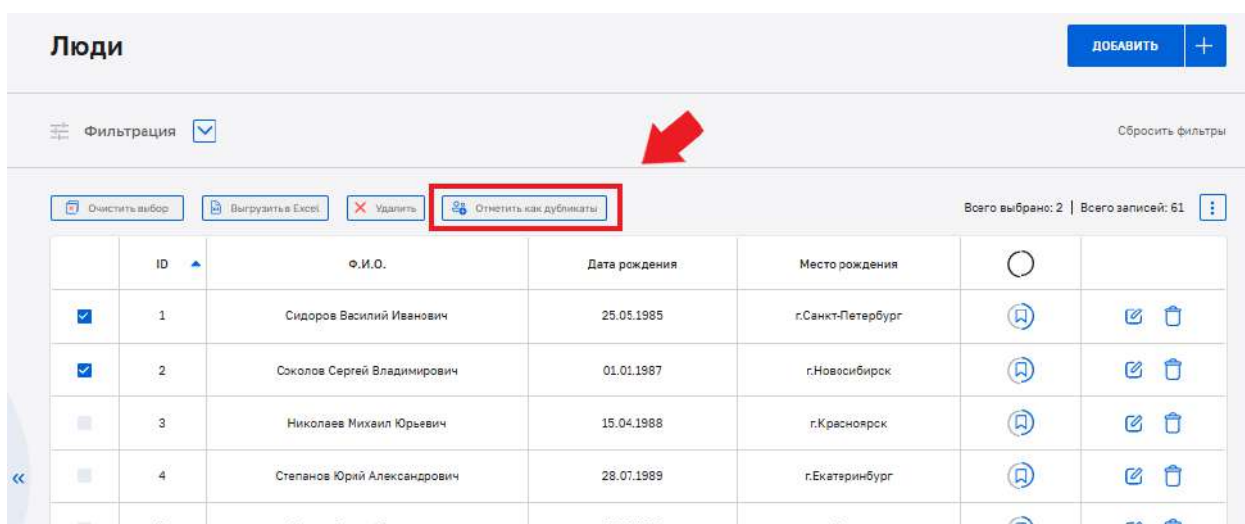 Люди
ДОБАВИТЬ
Фильтрация
Сбросить фильтры
Очистить выбор Выгрузить в Excel Удалить Отметить как дубликаты Всего выбрано: 2 | Всего записей: 61
ID Ф.И.О. Дата рождения Место рождения
1 Сидоров Василий Иванович 25.05.1985 г.Санкт-Петербург
2 Соколов Сергей Владимирович 01.01.1987 г.Новосибирск
3 Николаев Михаил Юрьевич 15.04.1988 г.Красноярск
4 Степанов Юрий Александрович 28.07.1989 г.Екатеринбург